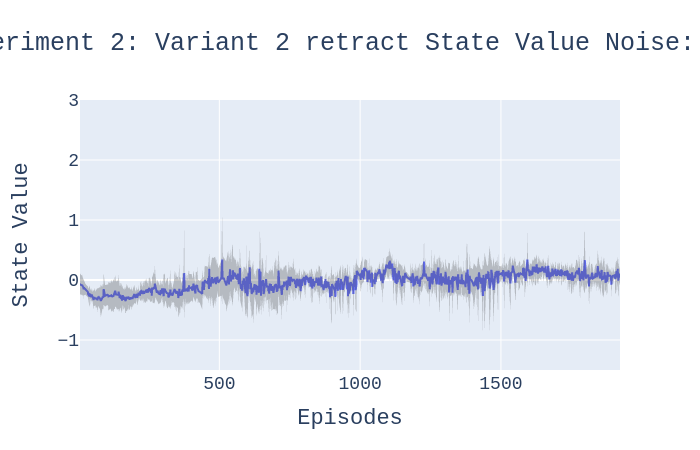 eriment 2: Variant 2 retract State Value Noise:
3
2
1
0
−1
State Value
500
1000
1500
Episodes